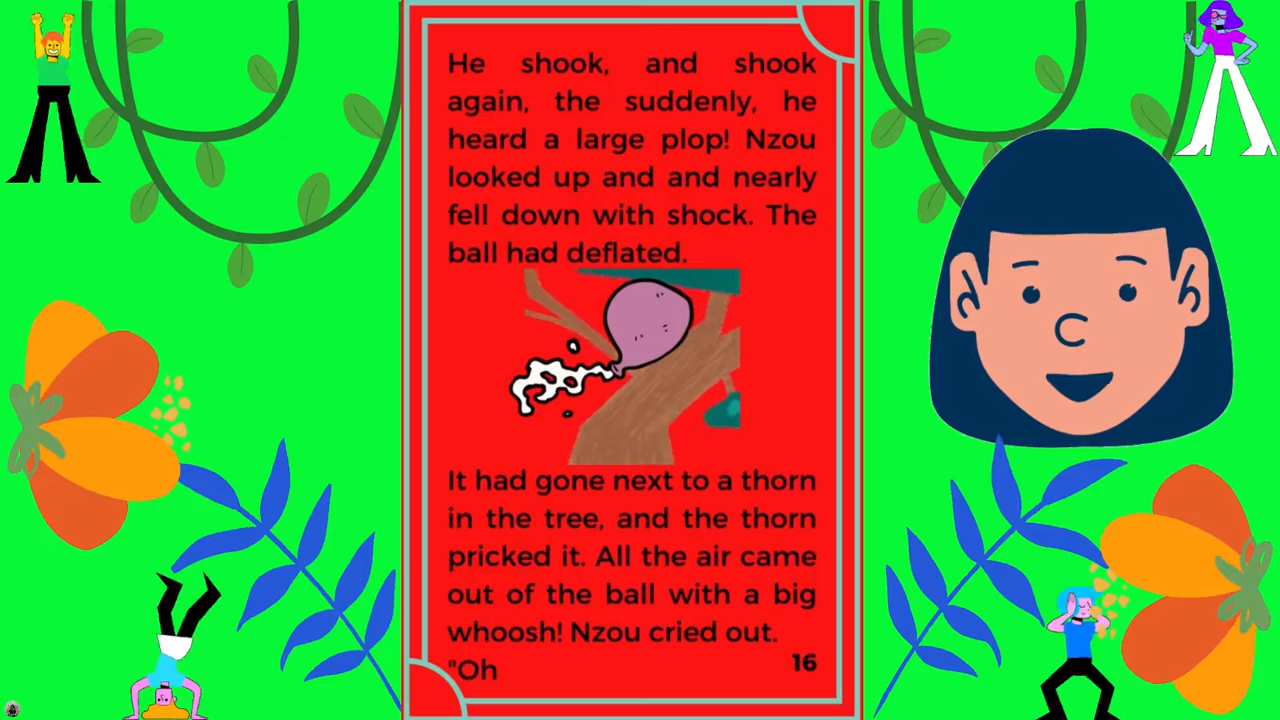 He shook, and shook
again, the suddenly, he
heard a large plop! Nzou
looked up and and nearly
fell down with shock. The
ball had deflated.
It had gone next to a thorn
in the tree, and the thorn
pricked it. All the air came
out of the ball with a big
whoosh! Nzou cried out.
"Oh
16